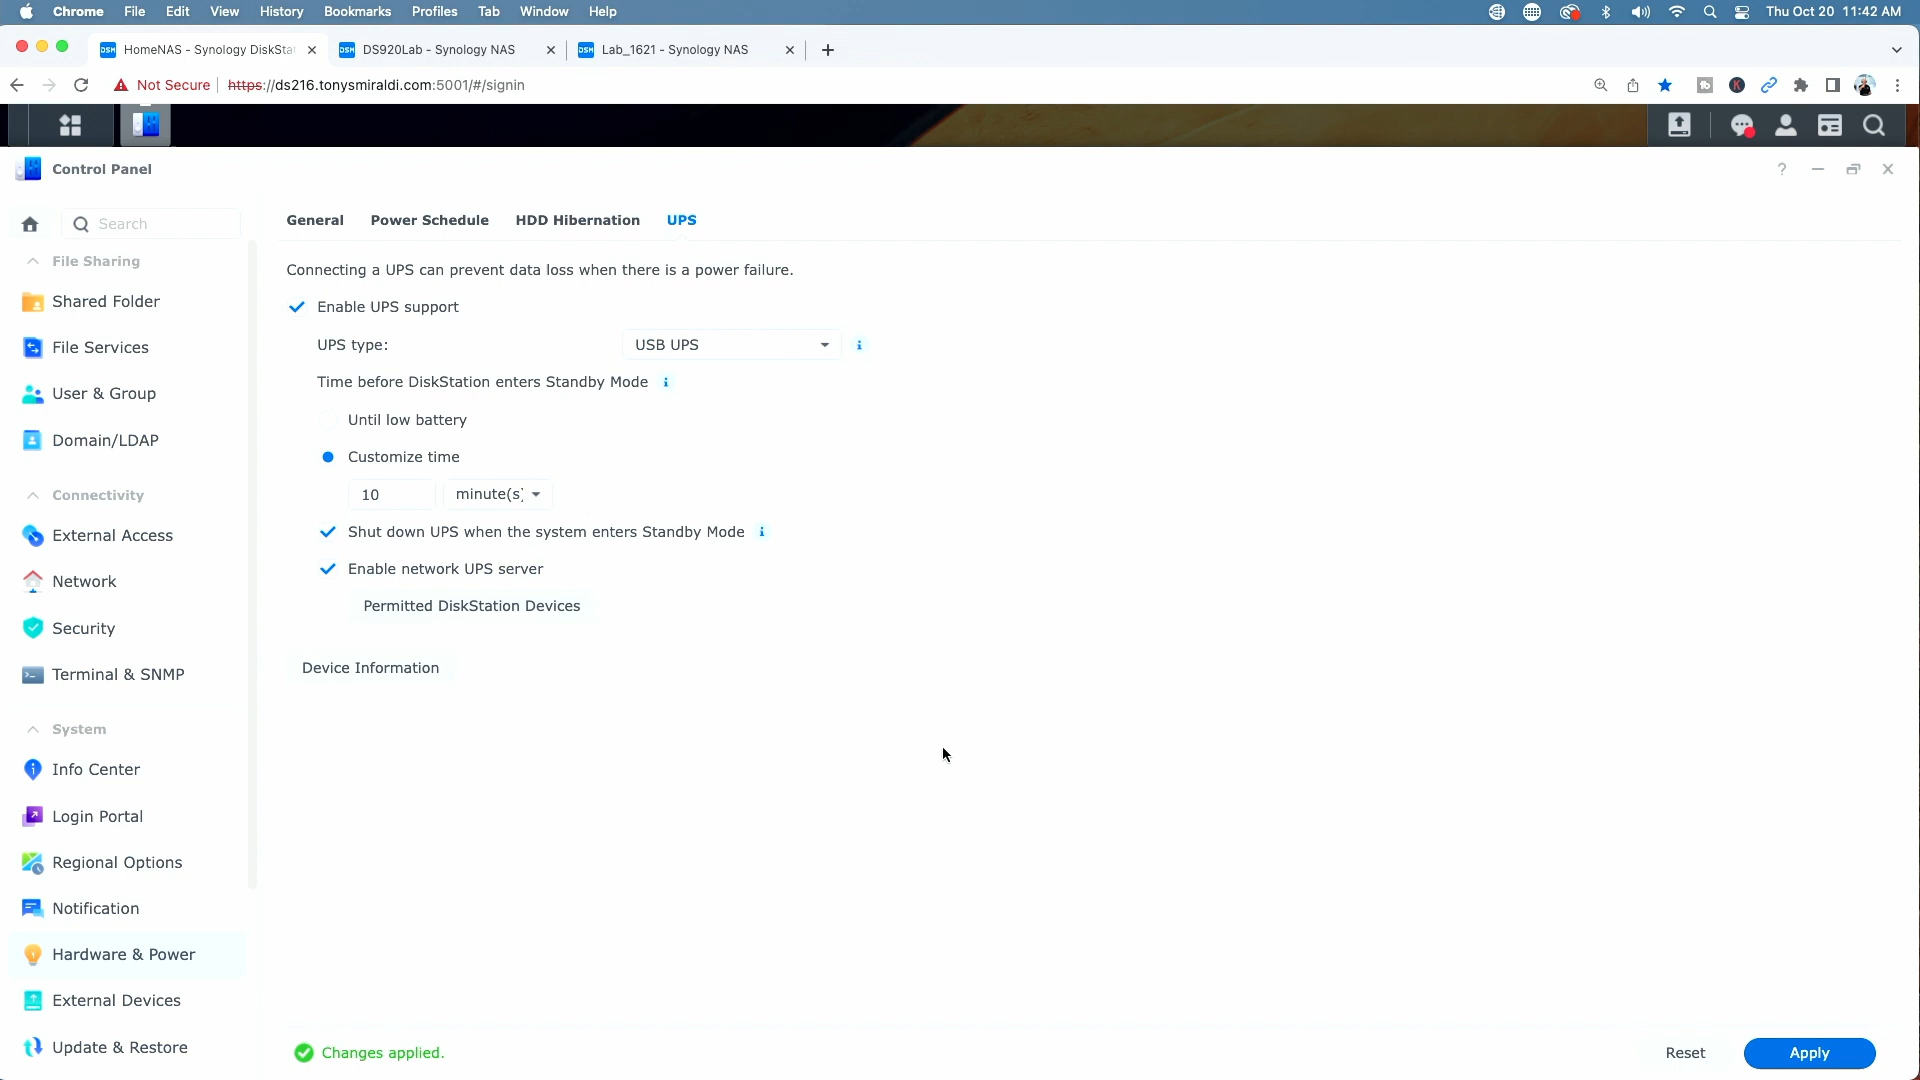 Chrome File Edit View History Bookmarks Profiles Tab Window Help Thu Oct 20 11:42 AM
HomeNAS - Synology DiskSta DS920Lab - Synology NAS Lab_1621 - Synology NAS
Not Secure https://ds216.tonysmiraldi.com:5001/#/signin
Control Panel
Search
File Sharing
Shared Folder
File Services
User & Group
Domain/LDAP
Connectivity
External Access
Network
Security
Terminal & SNMP
System
Info Center
Login Portal
Regional Options
Notification
Hardware & Power
External Devices
Update & Restore
General Power Schedule HDD Hibernation UPS
Connecting a UPS can prevent data loss when there is a power failure.
Enable UPS support
UPS type: USB UPS
Time before DiskStation enters Standby Mode
Until low battery
Customize time
10 minute(s)
Shut down UPS when the system enters Standby Mode
Enable network UPS server
Permitted DiskStation Devices
Device Information
Changes applied.
Reset Apply